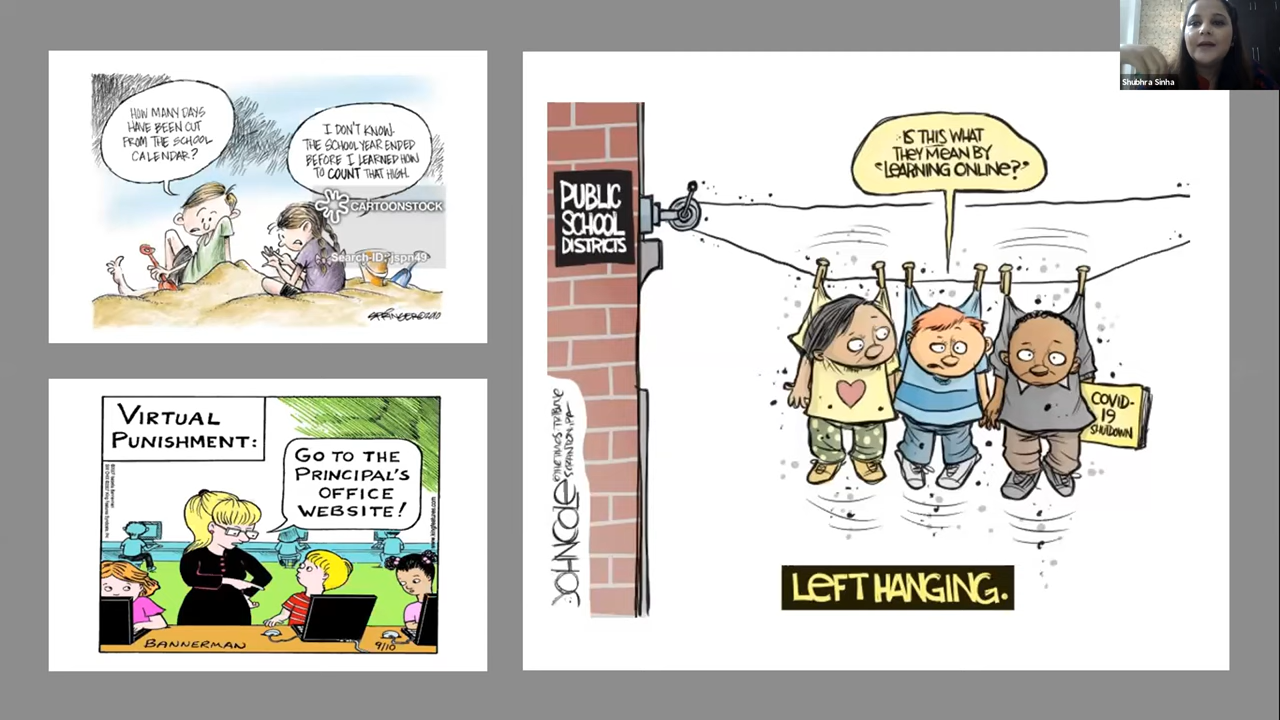 HOW MANY DAYS
HAVE BEEN CUT
FROM THE SCHOOL
CALENDAR?
I DON'T KNOW.
THE SCHOOL YEAR ENDED
BEFORE I LEARNED HOW
TO COUNT THAT HIGH.
CARTOONSTOCK
Search ID: jspn49
VIRTUAL
PUNISHMENT:
GO TO THE
PRINCIPAL'S
OFFICE
WEBSITE!
BANNERMAN
9/10
Shubhra Sinha
IS THIS WHAT
THEY MEAN BY
"LEARNING ONLINE?"
PUBLIC
SCHOOL
DISTRICTS
COVID-
19
SHUTDOWN
JOHN COLE
LEFT HANGING.